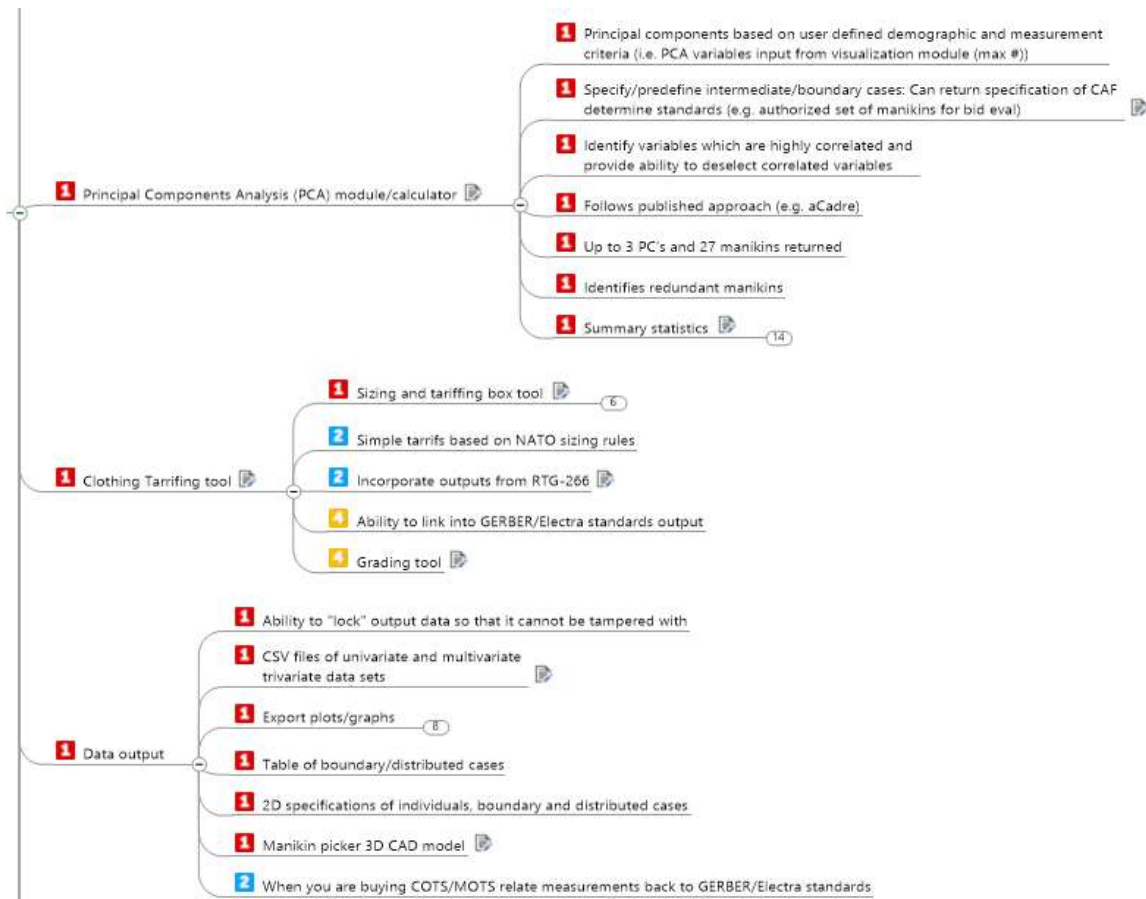 1 Principal Components Analysis (PCA) module/calculator
1 Principal components based on user defined demographic and measurement
criteria (i.e. PCA variables input from visualization module (max #))
1 Specify/predefine intermediate/boundary cases: Can return specification of CAF
determine standards (e.g. authorized set of manikins for bid eval)
1 Identify variables which are highly correlated and
provide ability to deselect correlated variables
1 Follows published approach (e.g. aCadre)
1 Up to 3 PC's and 27 manikins returned
1 Identifies redundant manikins
1 Summary statistics 14
1 Clothing Tarrifing tool
1 Sizing and tariffing box tool 6
2 Simple tarrifs based on NATO sizing rules
2 Incorporate outputs from RTG-266
4 Ability to link into GERBER/Electra standards output
4 Grading tool
1 Data output
1 Ability to "lock" output data so that it cannot be tampered with
1 CSV files of univariate and multivariate
trivariate data sets
1 Export plots/graphs 8
1 Table of boundary/distributed cases
1 2D specifications of individuals, boundary and distributed cases
1 Manikin picker 3D CAD model
2 When you are buying COTS/MOTS relate measurements back to GERBER/Electra standards